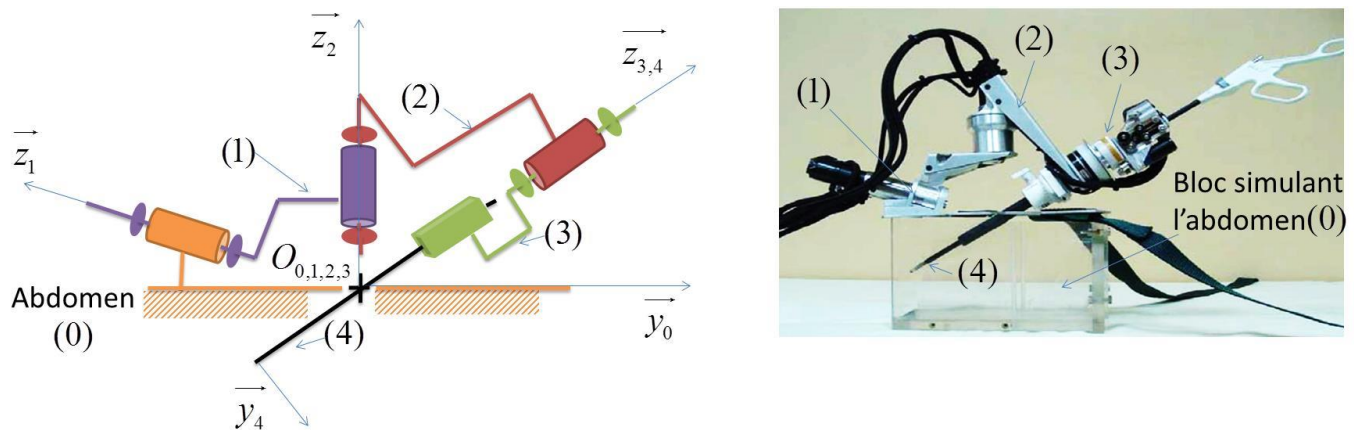 z₂
z₃,₄
(2)
z₁
(1)
(3)
O₀,₁,₂,₃
Abdomen
(0)
y₀
(4)
y₄
(2)
(3)
(1)
Bloc simulant
l'abdomen(0)
(4)